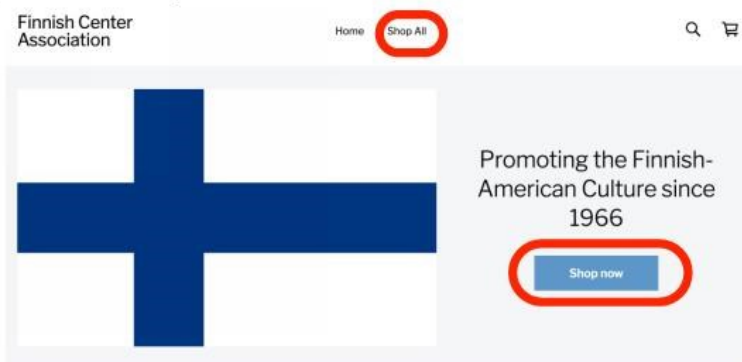 Finnish Center
Association
Home
Shop All
Promoting the Finnish-
American Culture since
1966
Shop now